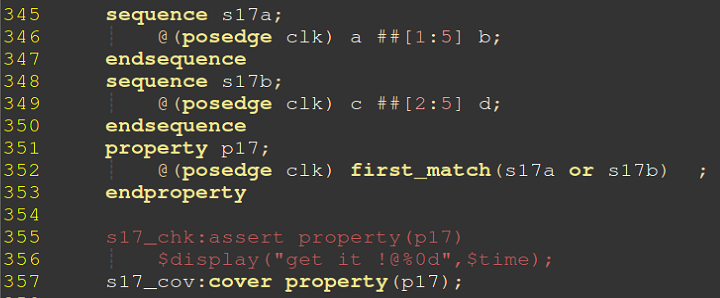 345 sequence s17a;
346 @(posedge clk) a ##[1:5] b;
347 endsequence
348 sequence s17b;
349 @(posedge clk) c ##[2:5] d;
350 endsequence
351 property p17;
352 @(posedge clk) first_match(s17a or s17b) ;
353 endproperty
354
355 s17_chk:assert property(p17)
356 $display("get it !@%0d",$time);
357 s17_cov:cover property(p17);